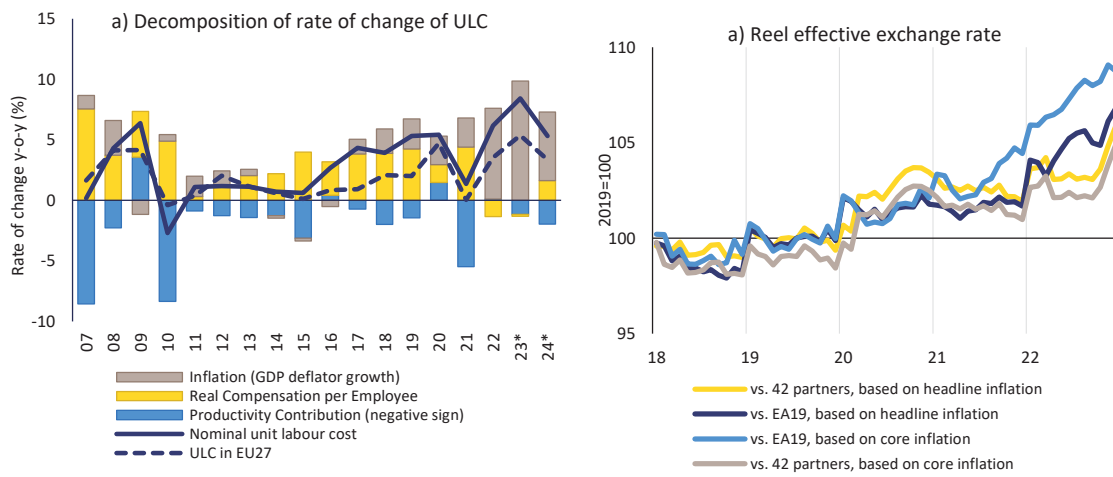 a) Decomposition of rate of change of ULC
Rate of change y-o-y (%)
15
10
5
0
-5
-10
07
08
09
10
11
12
13
14
15
16
17
18
19
20
21
22
23*
24*
Inflation (GDP deflator growth)
Real Compensation per Employee
Productivity Contribution (negative sign)
Nominal unit labour cost
ULC in EU27
a) Reel effective exchange rate
2019=100
110
105
100
95
18
19
20
21
22
vs. 42 partners, based on headline inflation
vs. EA19, based on headline inflation
vs. EA19, based on core inflation
vs. 42 partners, based on core inflation